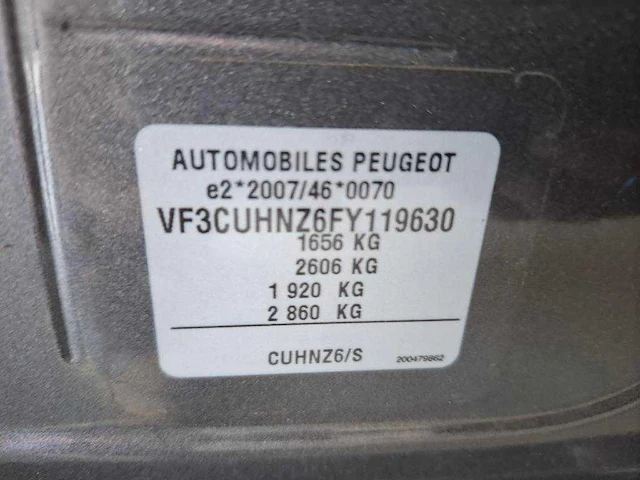 AUTOMOBILES PEUGEOT
e2*2007/46*0070
VF3CUHNZ6FY119630
1656 KG
2606 KG
1 920 KG
2 860 KG
CUHNZ6/S 200479862